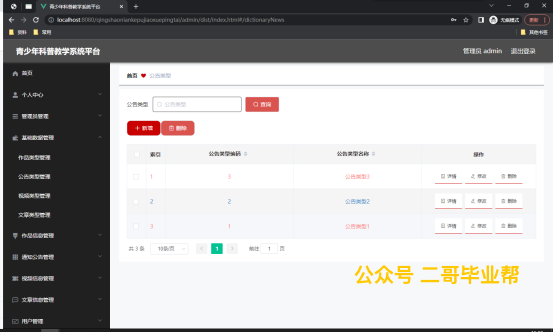 青少年科普教学系统平台
localhost:8080/qingshaoniankepujiaoxuepingtai/admin/dist/index.html#/dictionaryNews
无痕模式
更新
资料
常用
其他书签
青少年科普教学系统平台
管理员 admin
退出登录
首页
个人中心
管理员管理
基础数据管理
作品类型管理
公告类型管理
视频类型管理
文章类型管理
作品信息管理
通知公告管理
视频信息管理
文章信息管理
用户管理
首页 公告类型
公告类型 公告类型 查询
+ 新增 删除
索引 公告类型编码 公告类型名称 操作
1 3 公告类型3 详情 修改 删除
2 2 公告类型2 详情 修改 删除
3 1 公告类型1 详情 修改 删除
共 3 条 10条/页 < 1 > 前往 1 页
公众号 二哥毕业帮